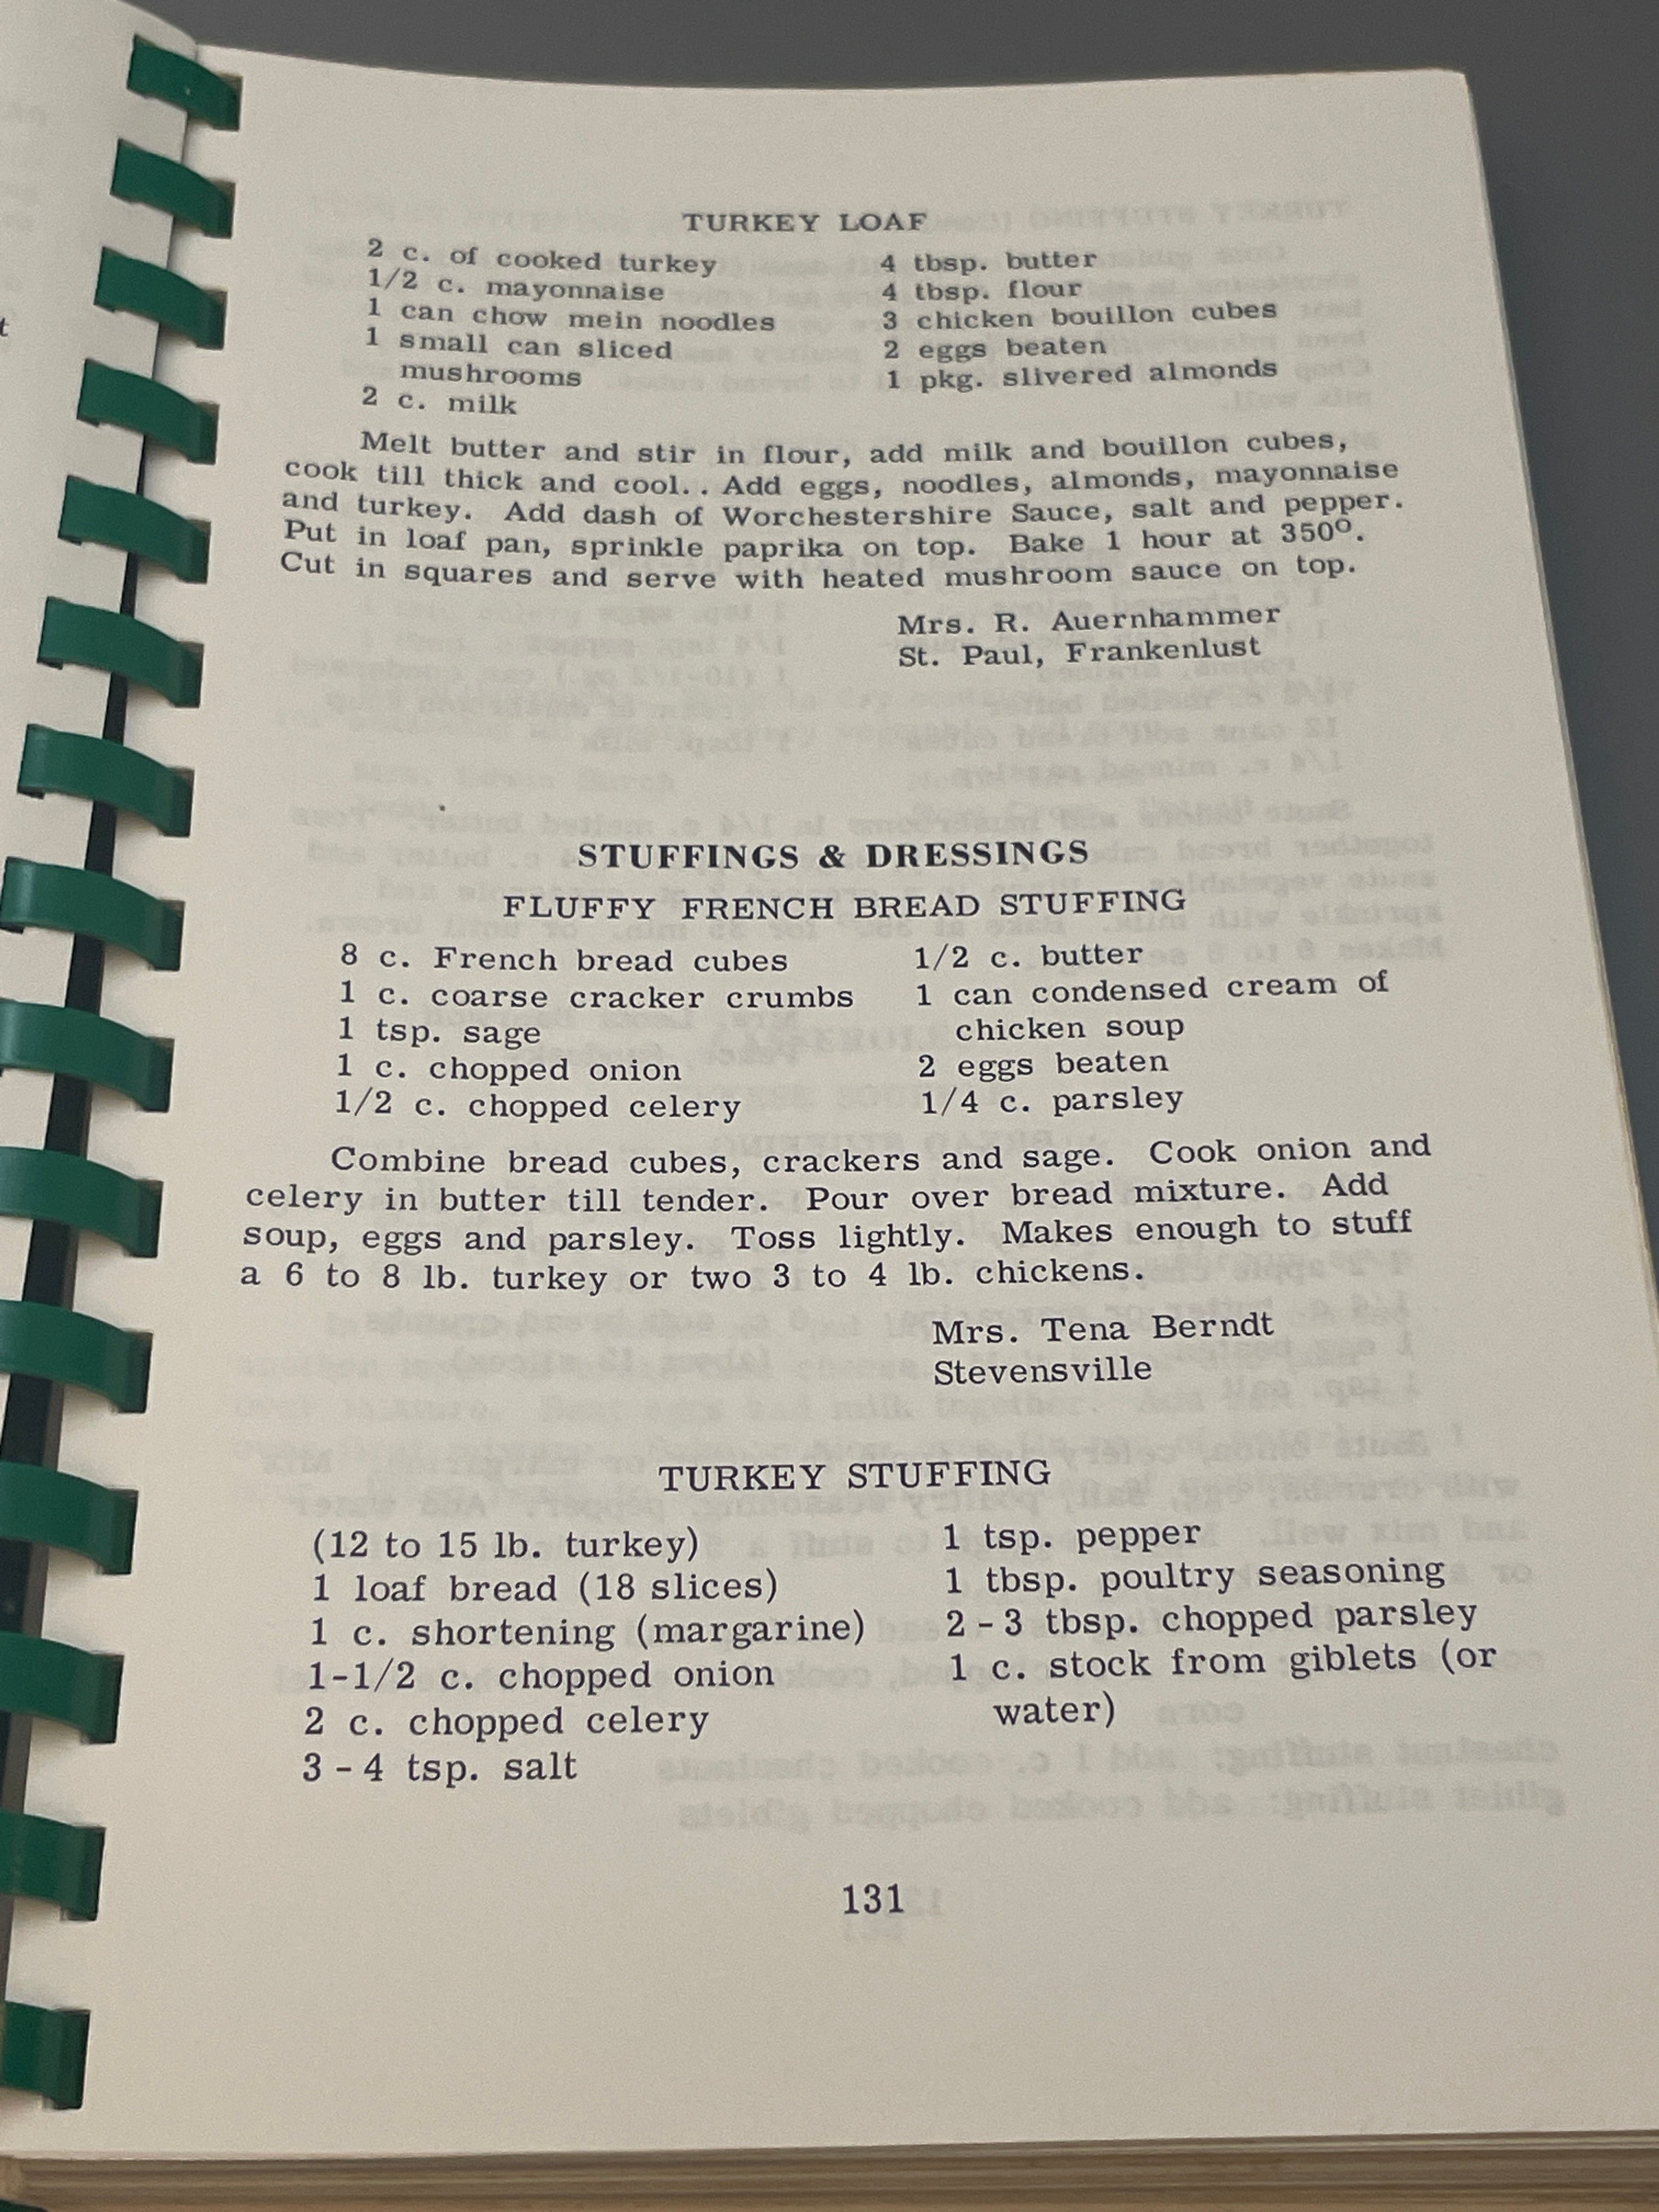 TURKEY LOAF
2 c. of cooked turkey
1/2 c. mayonnaise
1 can chow mein noodles
1 small can sliced
mushrooms
2 c. milk
4 tbsp. butter
4 tbsp. flour
3 chicken bouillon cubes
2 eggs beaten
1 pkg. slivered almonds
Melt butter and stir in flour, add milk and bouillon cubes,
cook till thick and cool.. Add eggs, noodles, almonds, mayonnaise
and turkey. Add dash of Worchestershire Sauce, salt and pepper.
Put in loaf pan, sprinkle paprika on top. Bake 1 hour at 350°.
Cut in squares and serve with heated mushroom sauce on top.
Mrs. R. Auernhammer
St. Paul, Frankenlust
STUFFINGS & DRESSINGS
FLUFFY FRENCH BREAD STUFFING
8 c. French bread cubes
1 c. coarse cracker crumbs
1 tsp. sage
1 c. chopped onion
1/2 c. chopped celery
1/2 c. butter
1 can condensed cream of
chicken soup
2 eggs beaten
1/4 c. parsley
Combine bread cubes, crackers and sage. Cook onion and
celery in butter till tender. Pour over bread mixture. Add
soup, eggs and parsley. Toss lightly. Makes enough to stuff
a 6 to 8 lb. turkey or two 3 to 4 lb. chickens.
Mrs. Tena Berndt
Stevensville
TURKEY STUFFING
(12 to 15 lb. turkey)
1 loaf bread (18 slices)
1 c. shortening (margarine)
1-1/2 c. chopped onion
2 c. chopped celery
3 - 4 tsp. salt
1 tsp. pepper
1 tbsp. poultry seasoning
2 - 3 tbsp. chopped parsley
1 c. stock from giblets (or
water)
131